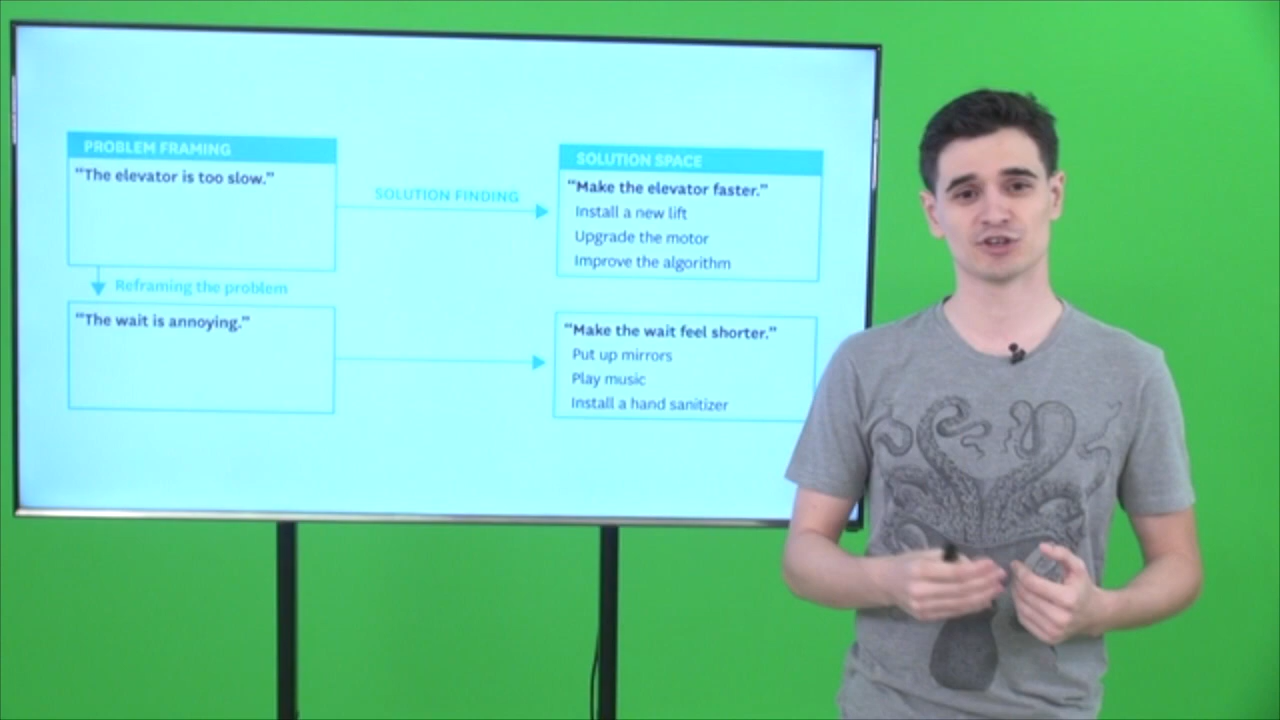 PROBLEM FRAMING
“The elevator is too slow.”
SOLUTION FINDING
SOLUTION SPACE
“Make the elevator faster.”
Install a new lift
Upgrade the motor
Improve the algorithm
Reframing the problem
“The wait is annoying.”
“Make the wait feel shorter.”
Put up mirrors
Play music
Install a hand sanitizer